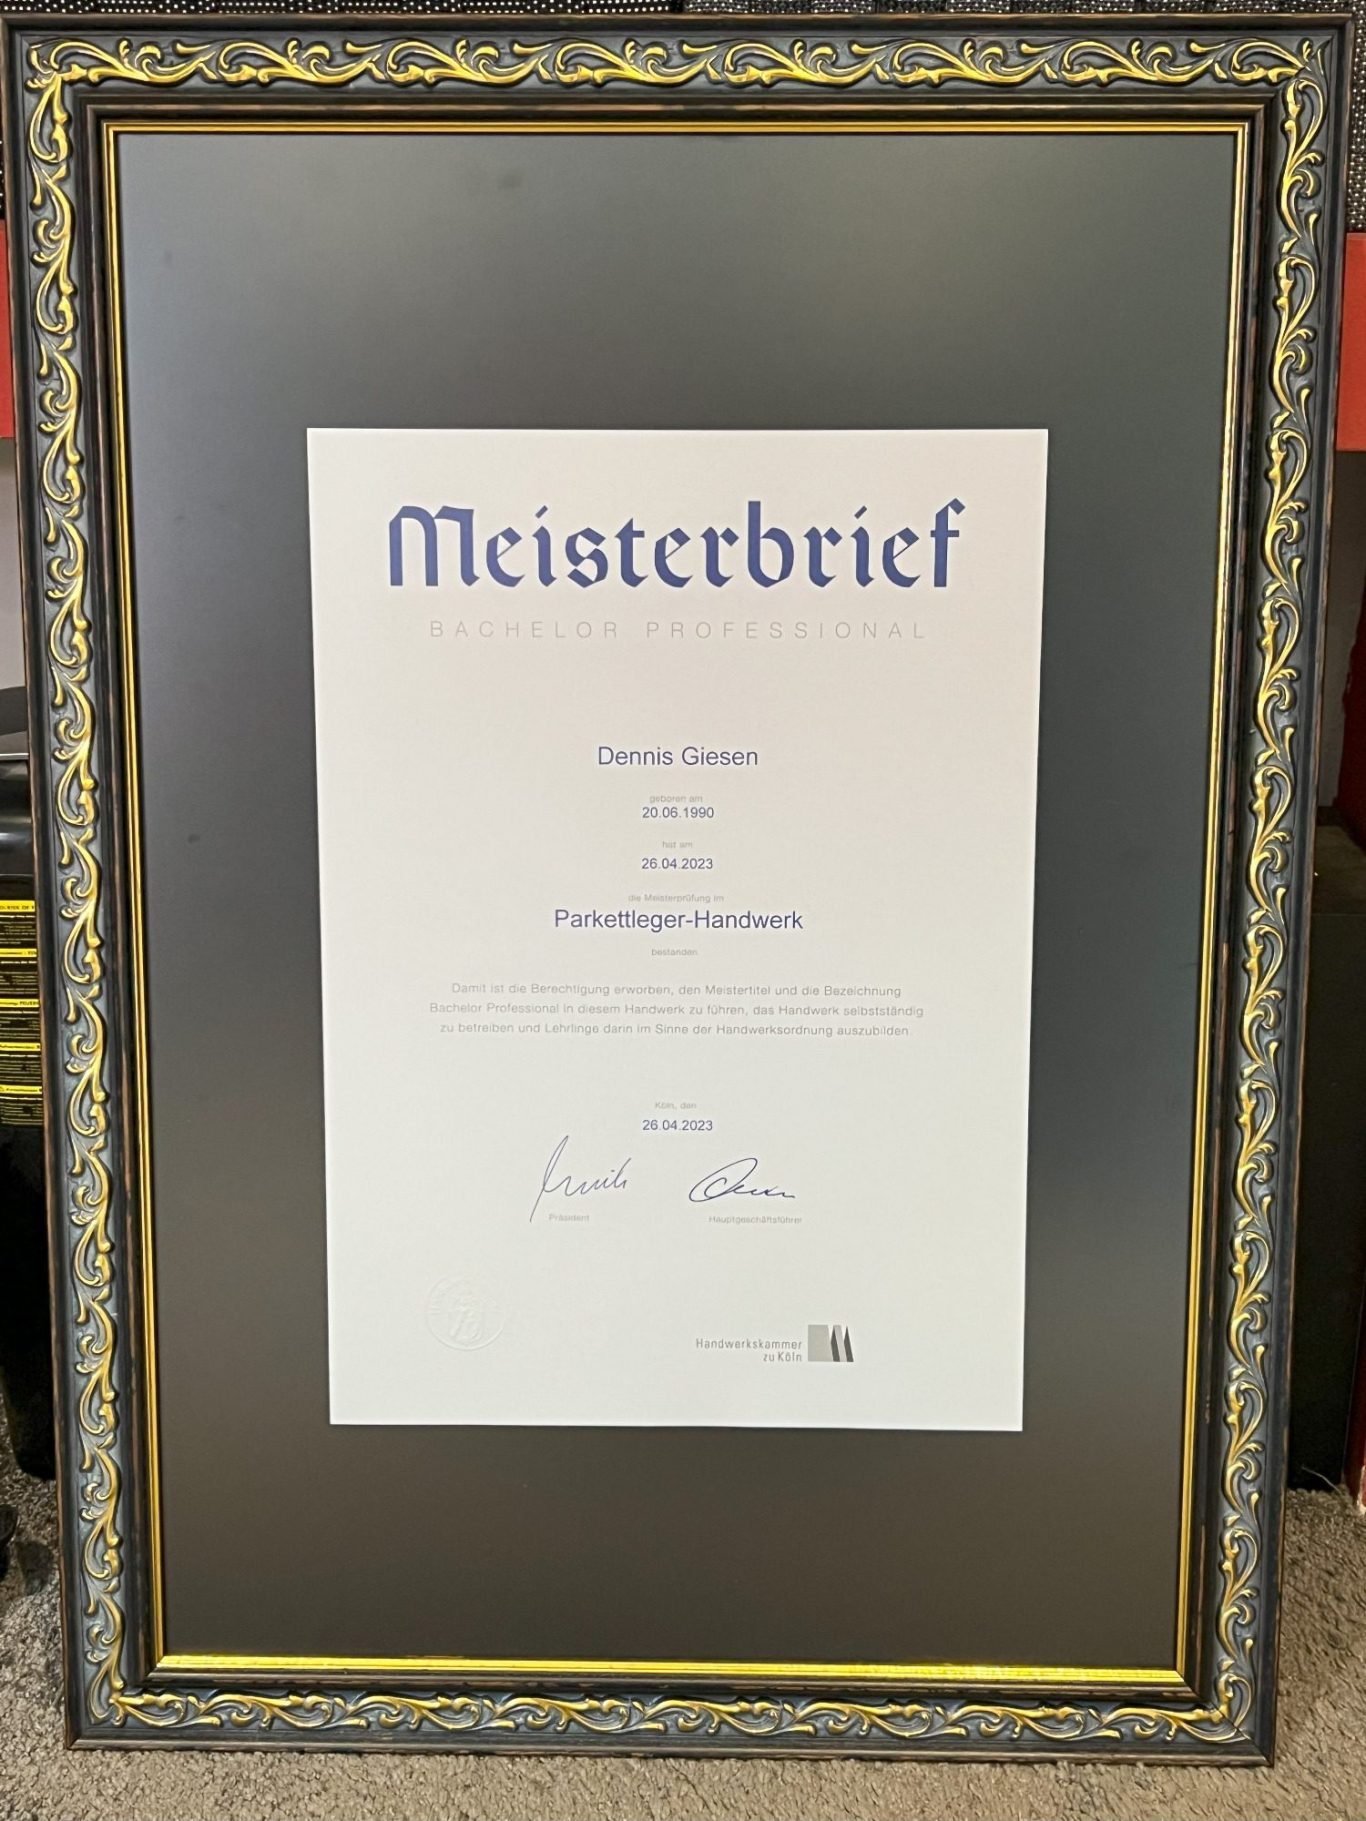 Meisterbrief
BACHELOR PROFESSIONAL
Dennis Giesen
geboren am
20.06.1990
hat am
26.04.2023
die Meisterprüfung im
Parkettleger-Handwerk
bestanden.
Damit ist die Berechtigung erworben, den Meistertitel und die Bezeichnung
Bachelor Professional in diesem Handwerk zu führen, das Handwerk selbstständig
zu betreiben und Lehrlinge darin im Sinne der Handwerksordnung auszubilden.
Köln, den
26.04.2023
Präsident
Hauptgeschäftsführer
Handwerkskammer
zu Köln